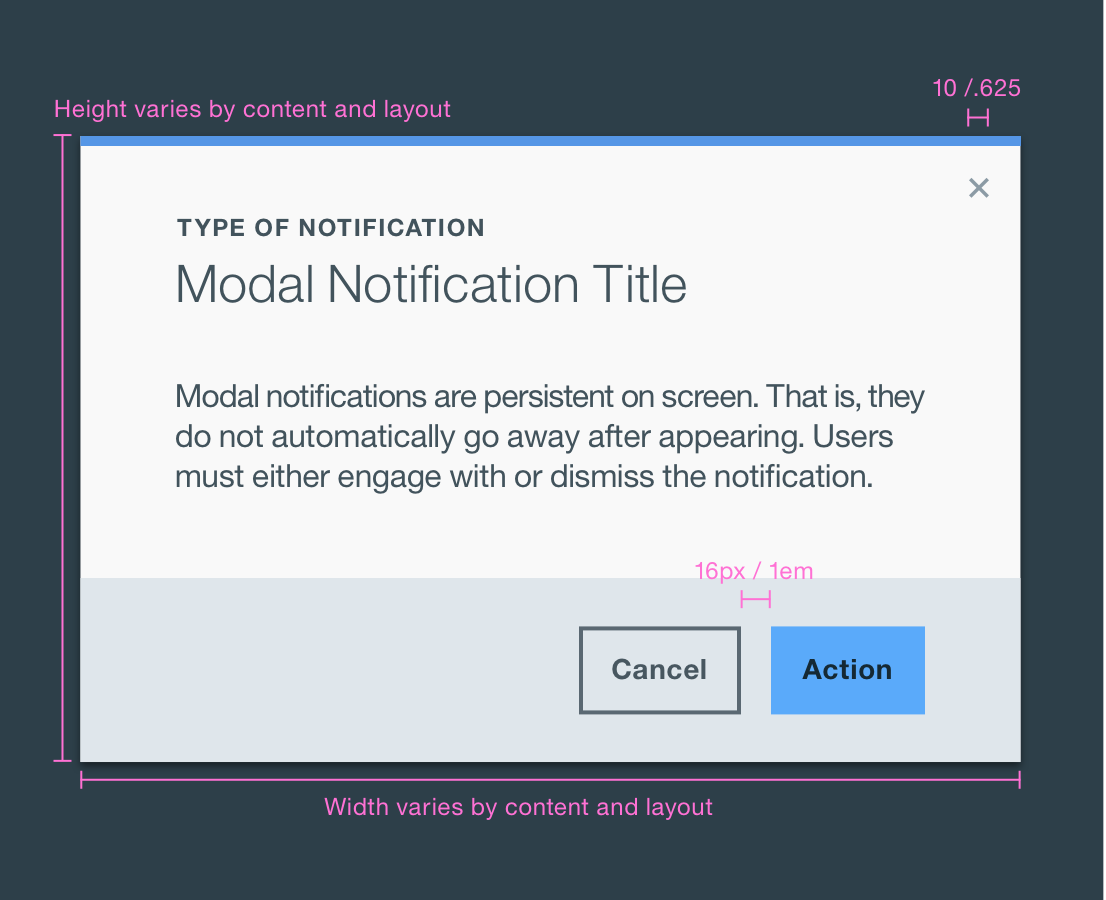 10 /.625
Height varies by content and layout
TYPE OF NOTIFICATION
Modal Notification Title
Modal notifications are persistent on screen. That is, they
do not automatically go away after appearing. Users
must either engage with or dismiss the notification.
16px / 1em
Cancel
Action
Width varies by content and layout